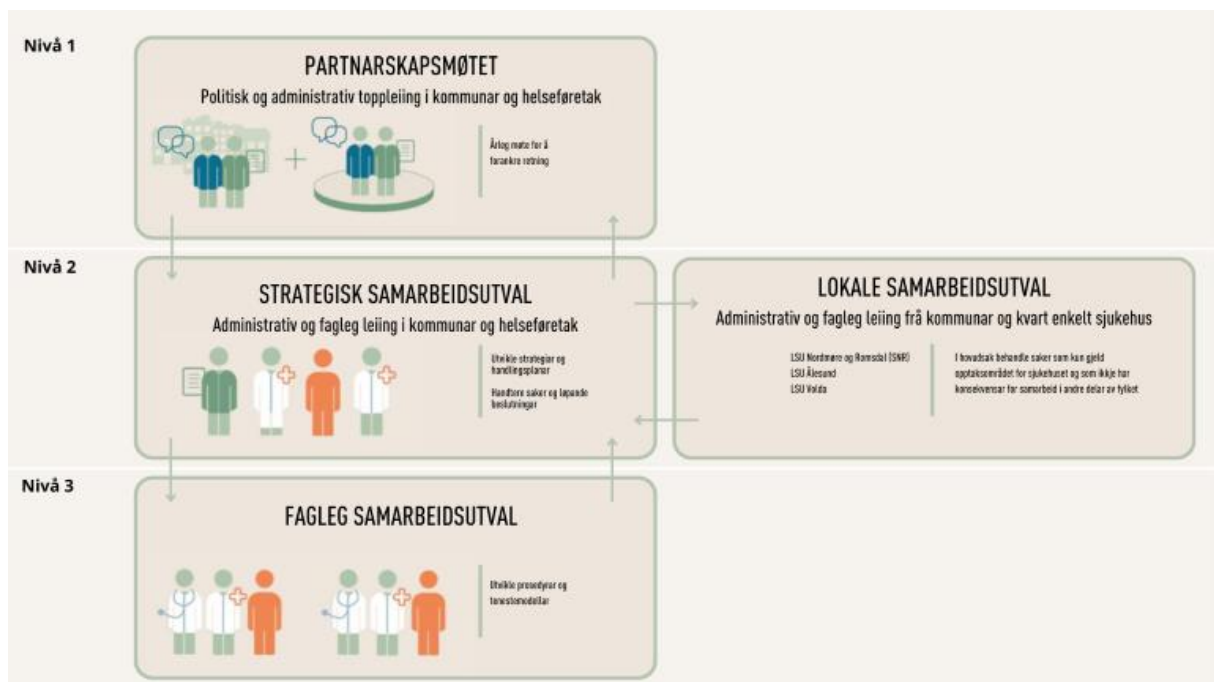 Nivå 1
PARTNARSKAPSMØTET
Politisk og administrativ toppleiing i kommunar og helseføretak
Årleg møte for å
forankre retning
Nivå 2
STRATEGISK SAMARBEIDSUTVAL
Administrativ og fagleg leiing i kommunar og helseføretak
Utvikle strategiar og
handlingsplanar
Handtere saker og løpande
beslutningar
LOKALE SAMARBEIDSUTVAL
Administrativ og fagleg leiing frå kommunar og kvart enkelt sjukehus
LSU Nordmøre og Romsdal (SNR)
LSU Ålesund
LSU Volda
I hovudsak behandle saker som kun gjeld
opptaksområdet for sjukehuset og som ikkje har
konsekvensar for samarbeid i andre delar av fylket
Nivå 3
FAGLEG SAMARBEIDSUTVAL
Utvikle prosedyrar og
tenestemodellar